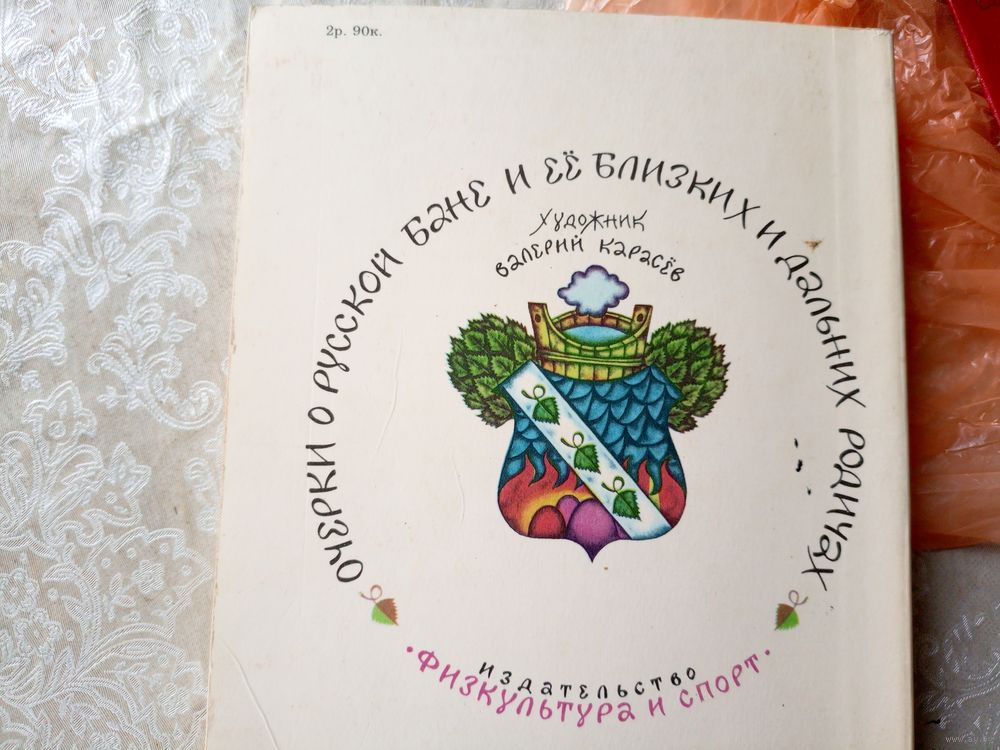 2р. 90к.
ОЧЕРКИ О РУССКОЙ БАНЕ И ЕЁ БЛИЗКИХ И ДАЛЬНИХ РОДИЧАХ
ХУДОЖНИК
ВАЛЕРИЙ КАРАСЁВ
ИЗДАТЕЛЬСТВО
·ФИЗКУЛЬТУРА И СПОРТ·